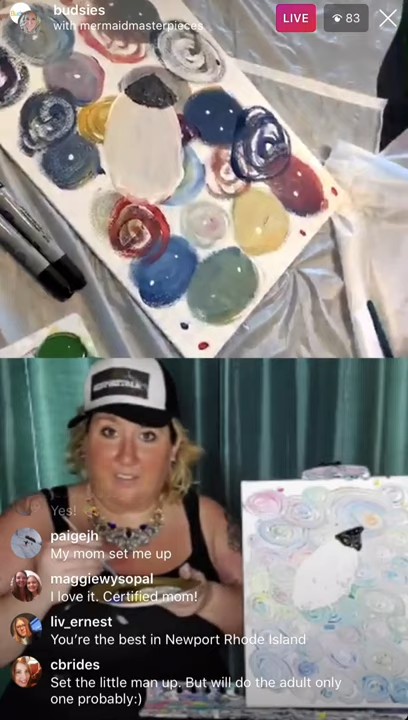 budsies
with mermaidmasterpieces
LIVE
83
Yes!
paigejh
My mom set me up
maggiewysopal
I love it. Certified mom!
liv_ernest
You're the best in Newport Rhode Island
cbrides
Set the little man up. But will do the adult only
one probably:)